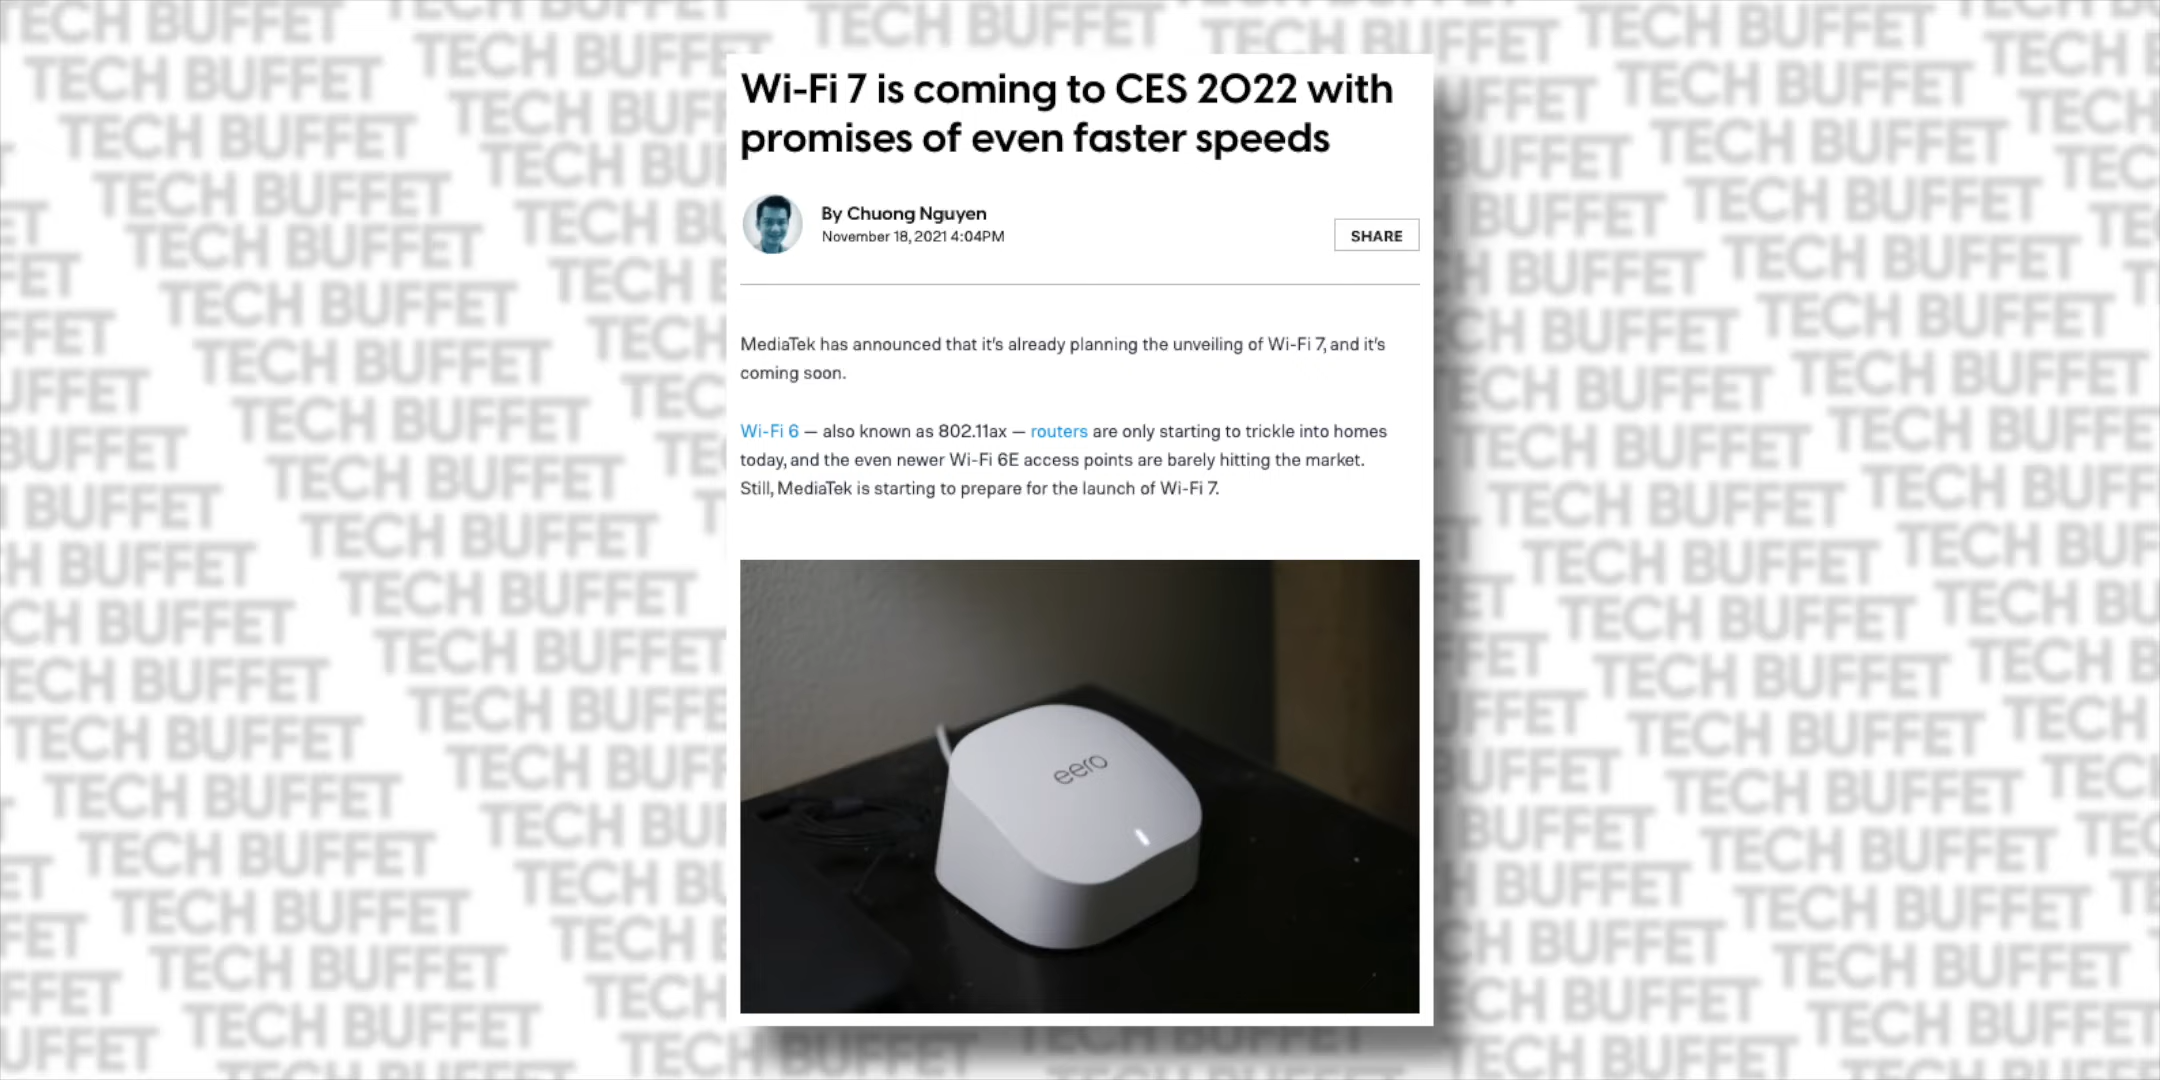 TECH BUFFET
Wi-Fi 7 is coming to CES 2022 with
promises of even faster speeds
By Chuong Nguyen
November 18, 2021 4:04PM
SHARE
MediaTek has announced that it's already planning the unveiling of Wi-Fi 7, and it's
coming soon.
Wi-Fi 6 — also known as 802.11ax — routers are only starting to trickle into homes
today, and the even newer Wi-Fi 6E access points are barely hitting the market.
Still, MediaTek is starting to prepare for the launch of Wi-Fi 7.
eero